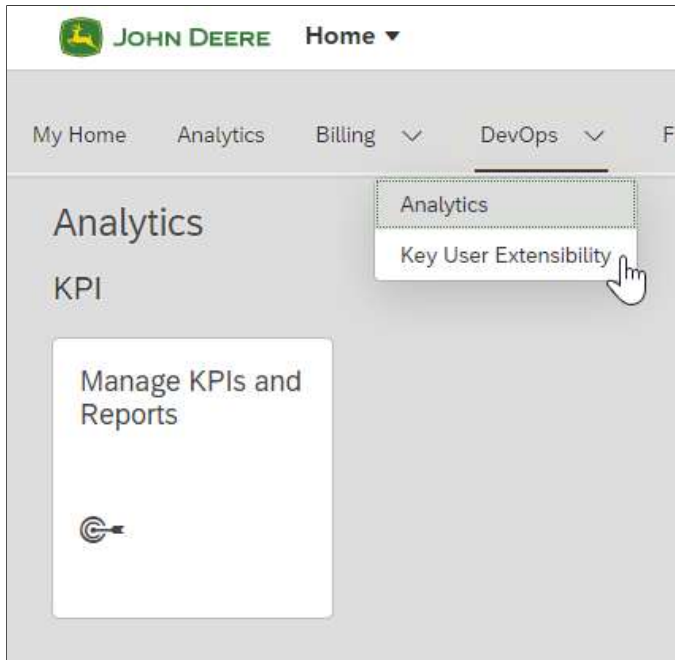 JOHN DEERE Home
My Home Analytics Billing DevOps F
Analytics
Key User Extensibility
Analytics
KPI
Manage KPIs and
Reports